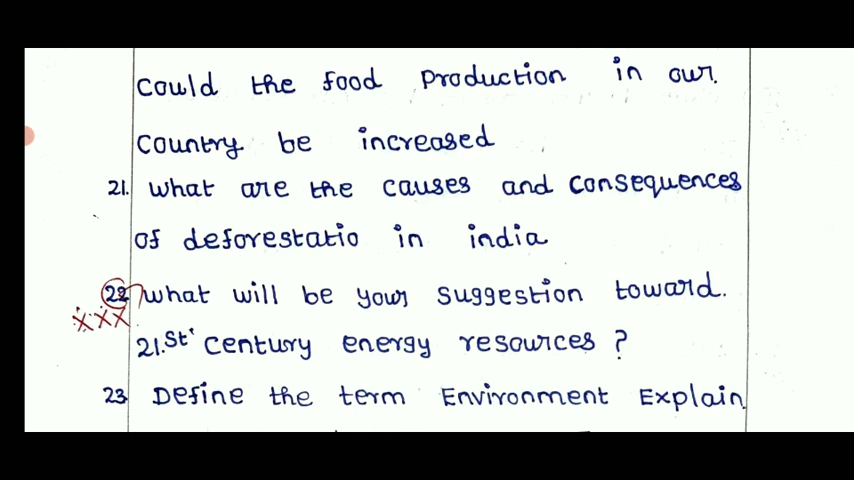 Could the food production in our.
Country be increased
21. What are the causes and consequences
of deforestatio in india
22 What will be your suggestion toward.
xxx
21.st' Century energy resources ?
23 Define the term Environment Explain